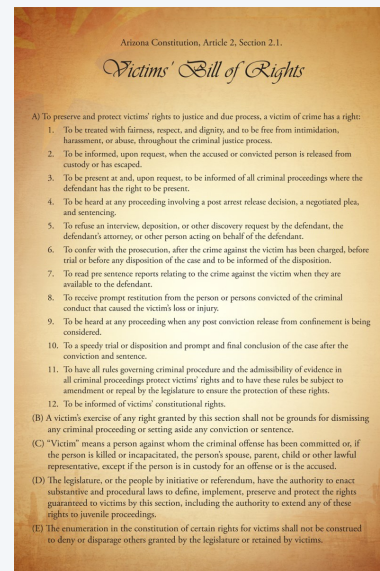 Arizona Constitution, Article 2, Section 2.1.
Victims' Bill of Rights
A) To preserve and protect victims' rights to justice and due process, a victim of crime has a right:
1. To be treated with fairness, respect, and dignity, and to be free from intimidation,
harassment, or abuse, throughout the criminal justice process.
2. To be informed, upon request, when the accused or convicted person is released from
custody or has escaped.
3. To be present at and, upon request, to be informed of all criminal proceedings where the
defendant has the right to be present.
4. To be heard at any proceeding involving a post arrest release decision, a negotiated plea,
and sentencing.
5. To refuse an interview, deposition, or other discovery request by the defendant, the
defendant's attorney, or other person acting on behalf of the defendant.
6. To confer with the prosecution, after the crime against the victim has been charged, before
trial or before any disposition of the case and to be informed of the disposition.
7. To read pre sentence reports relating to the crime against the victim when they are
available to the defendant.
8. To receive prompt restitution from the person or persons convicted of the criminal
conduct that caused the victim's loss or injury.
9. To be heard at any proceeding when any post conviction release from confinement is being
considered.
10. To a speedy trial or disposition and prompt and final conclusion of the case after the
conviction and sentence.
11. To have all rules governing criminal procedure and the admissibility of evidence in
all criminal proceedings protect victims' rights and to have these rules be subject to
amendment or repeal by the legislature to ensure the protection of these rights.
12. To be informed of victims' constitutional rights.
(B) A victim's exercise of any right granted by this section shall not be grounds for dismissing
any criminal proceeding or setting aside any conviction or sentence.
(C) "Victim" means a person against whom the criminal offense has been committed or, if
the person is killed or incapacitated, the person's spouse, parent, child or other lawful
representative, except if the person is in custody for an offense or is the accused.
(D) The legislature, or the people by initiative or referendum, have the authority to enact
substantive and procedural laws to define, implement, preserve and protect the rights
guaranteed to victims by this section, including the authority to extend any of these
rights to juvenile proceedings.
(E) The enumeration in the constitution of certain rights for victims shall not be construed
to deny or disparage others granted by the legislature or retained by victims.